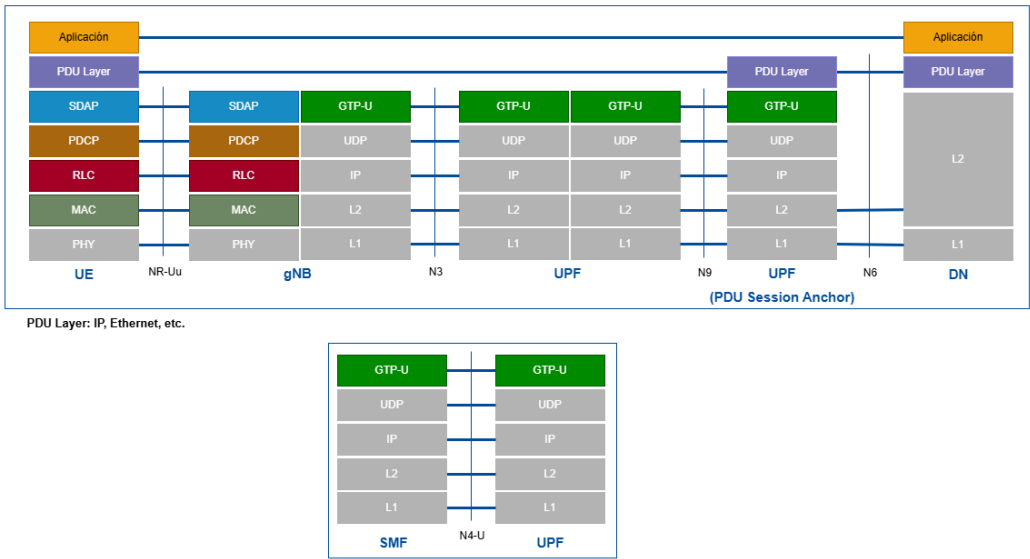 Aplicación Aplicación
PDU Layer PDU Layer PDU Layer
SDAP SDAP GTP-U GTP-U GTP-U GTP-U
PDCP PDCP UDP UDP UDP UDP
RLC RLC IP IP IP IP L2
MAC MAC L2 L2 L2 L2
PHY PHY L1 L1 L1 L1 L1
UE NR-Uu gNB N3 UPF N9 UPF N6 DN
(PDU Session Anchor)
PDU Layer: IP, Ethernet, etc.
GTP-U GTP-U
UDP UDP
IP IP
L2 L2
L1 L1
SMF N4-U UPF